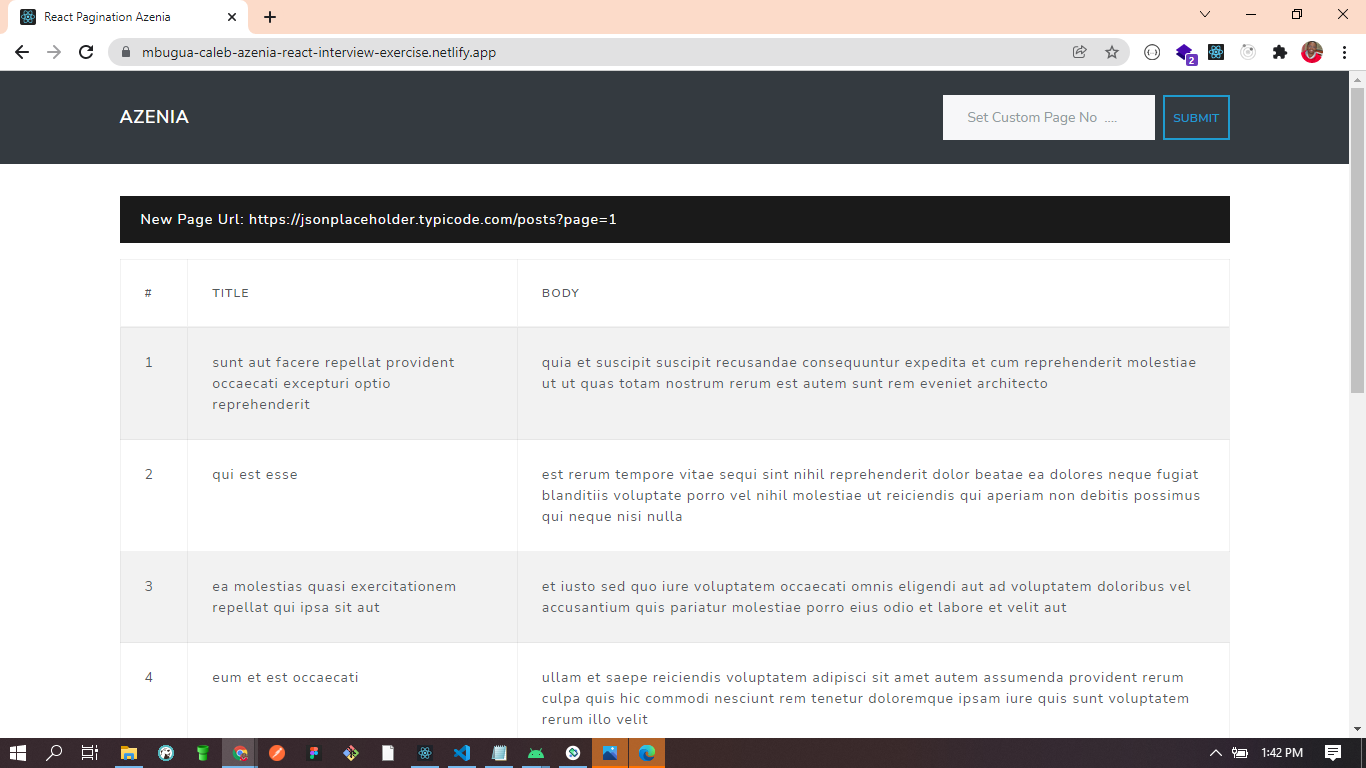 React Pagination Azenia
mbugua-caleb-azenia-react-interview-exercise.netlify.app
2
AZENIA
Set Custom Page No ....
SUBMIT
New Page Url: https://jsonplaceholder.typicode.com/posts?page=1
# TITLE BODY
1 sunt aut facere repellat provident quia et suscipit suscipit recusandae consequuntur expedita et cum reprehenderit molestiae
occaecati excepturi optio ut ut quas totam nostrum rerum est autem sunt rem eveniet architecto
reprehenderit
2 qui est esse est rerum tempore vitae sequi sint nihil reprehenderit dolor beatae ea dolores neque fugiat
blanditiis voluptate porro vel nihil molestiae ut reiciendis qui aperiam non debitis possimus
qui neque nisi nulla
3 ea molestias quasi exercitationem et iusto sed quo iure voluptatem occaecati omnis eligendi aut ad voluptatem doloribus vel
repellat qui ipsa sit aut accusantium quis pariatur molestiae porro eius odio et labore et velit aut
4 eum et est occaecati ullam et saepe reiciendis voluptatem adipisci sit amet autem assumenda provident rerum
culpa quis hic commodi nesciunt rem tenetur doloremque ipsam iure quis sunt voluptatem
rerum illo velit
1:42 PM